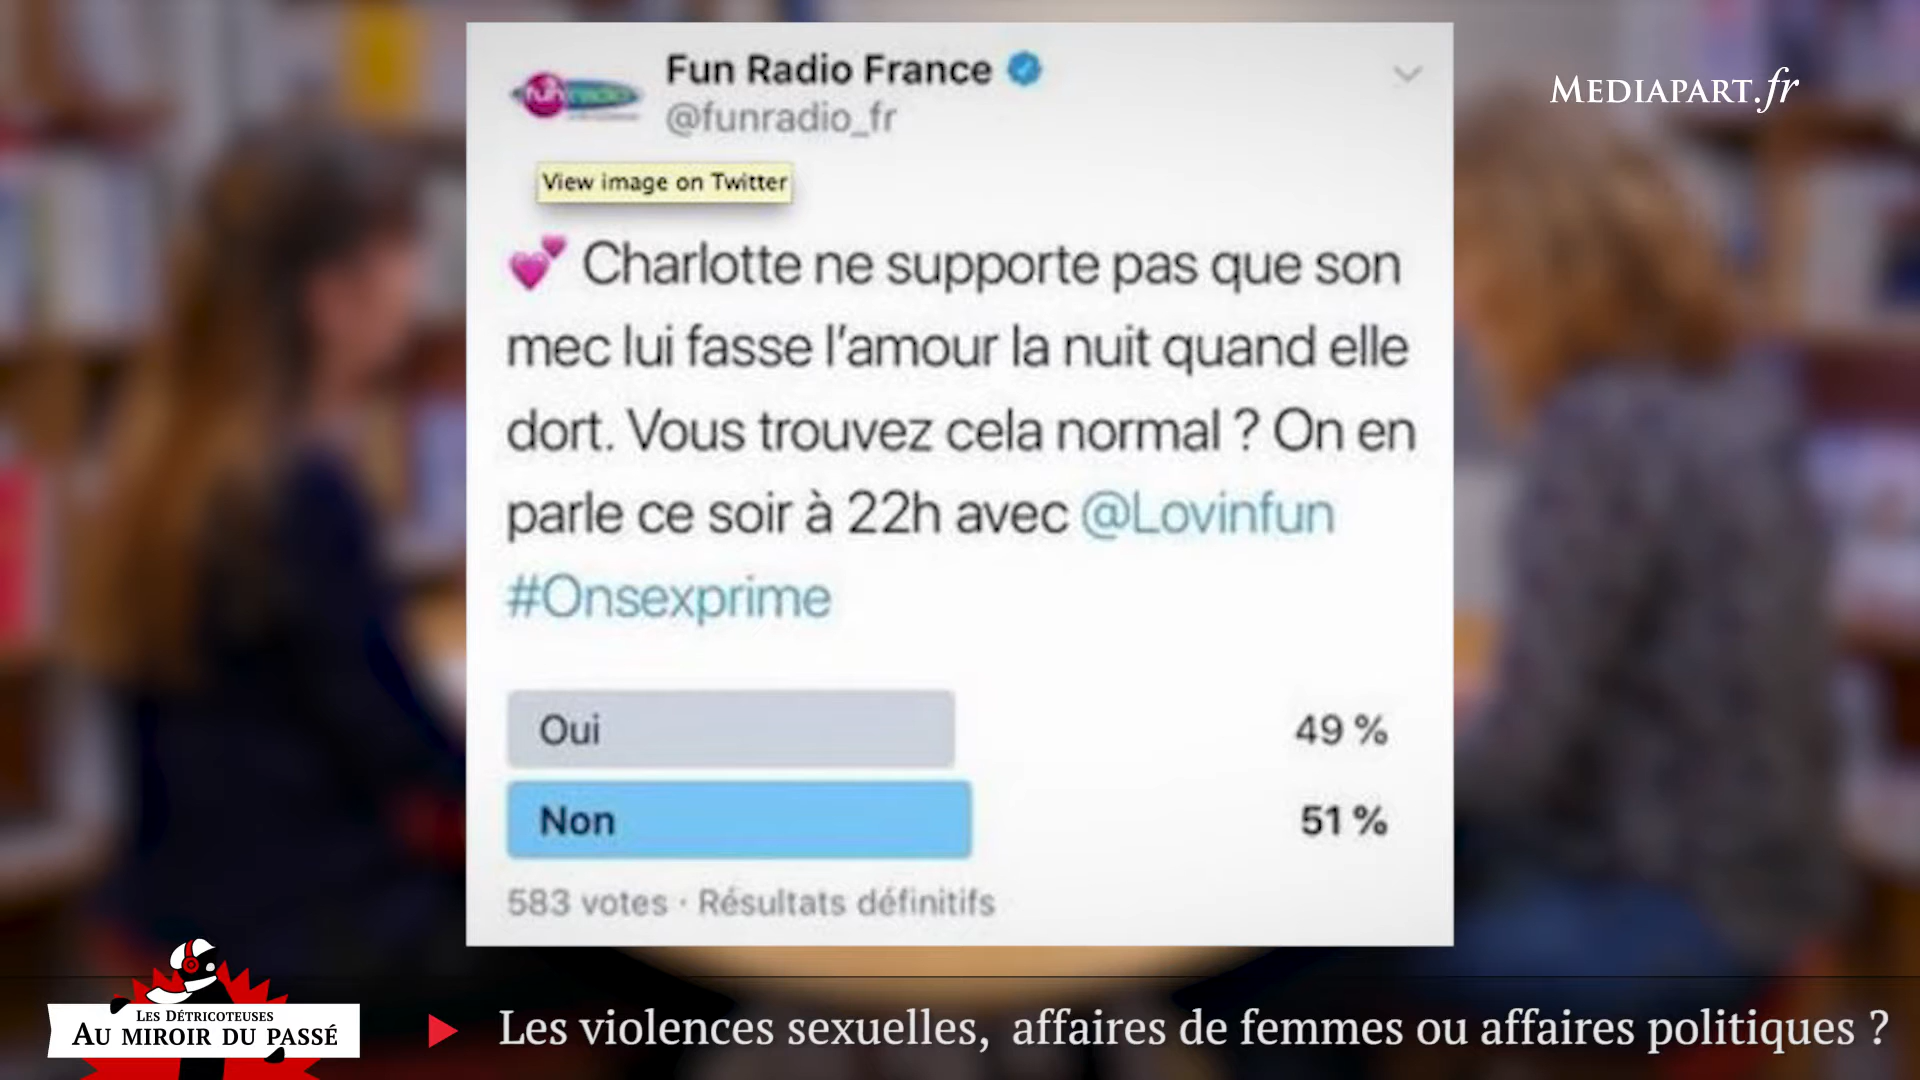 Fun Radio France
@funradio_fr
MEDIAPART.fr
fun radio
View image on Twitter
💕 Charlotte ne supporte pas que son
mec lui fasse l'amour la nuit quand elle
dort. Vous trouvez cela normal ? On en
parle ce soir à 22h avec @Lovinfun
#Onsexprime
Oui 49 %
Non 51 %
583 votes · Résultats définitifs
LES DÉTRICOTEUSES
AU MIROIR DU PASSÉ
Les violences sexuelles, affaires de femmes ou affaires politiques ?